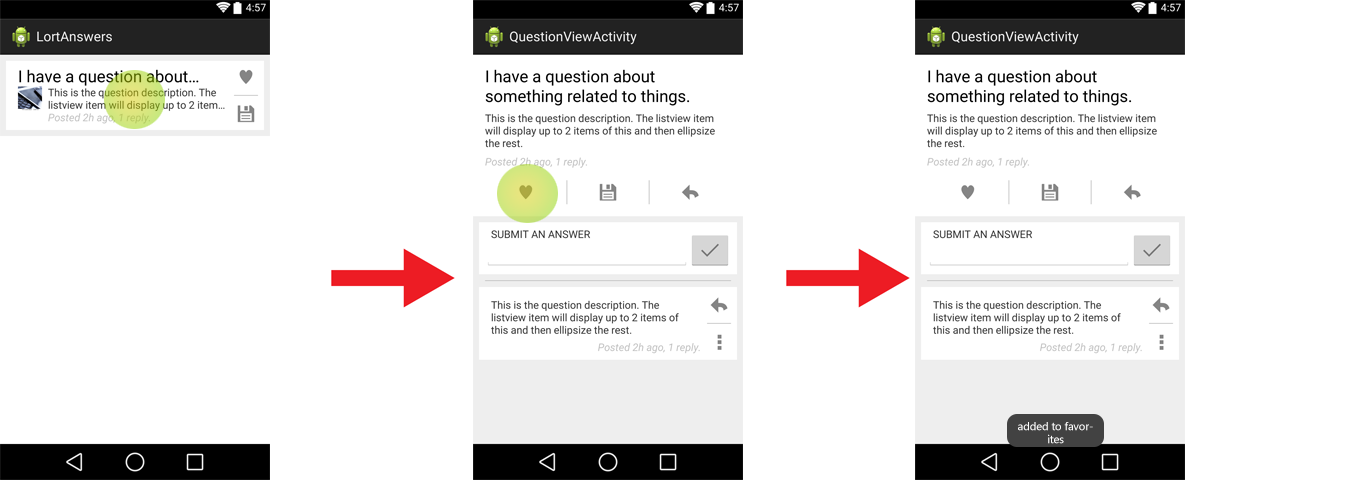 4:57
LortAnswers
I have a question about...
This is the question description. The
listview item will display up to 2 item...
Posted 2h ago, 1 reply.
4:57
QuestionViewActivity
I have a question about
something related to things.
This is the question description. The listview item
will display up to 2 items of this and then ellipsize
the rest.
Posted 2h ago, 1 reply.
SUBMIT AN ANSWER
This is the question description. The
listview item will display up to 2 items of
this and then ellipsize the rest.
Posted 2h ago, 1 reply.
4:57
QuestionViewActivity
I have a question about
something related to things.
This is the question description. The listview item
will display up to 2 items of this and then ellipsize
the rest.
Posted 2h ago, 1 reply.
SUBMIT AN ANSWER
This is the question description. The
listview item will display up to 2 items of
this and then ellipsize the rest.
Posted 2h ago, 1 reply.
added to favor-
ites